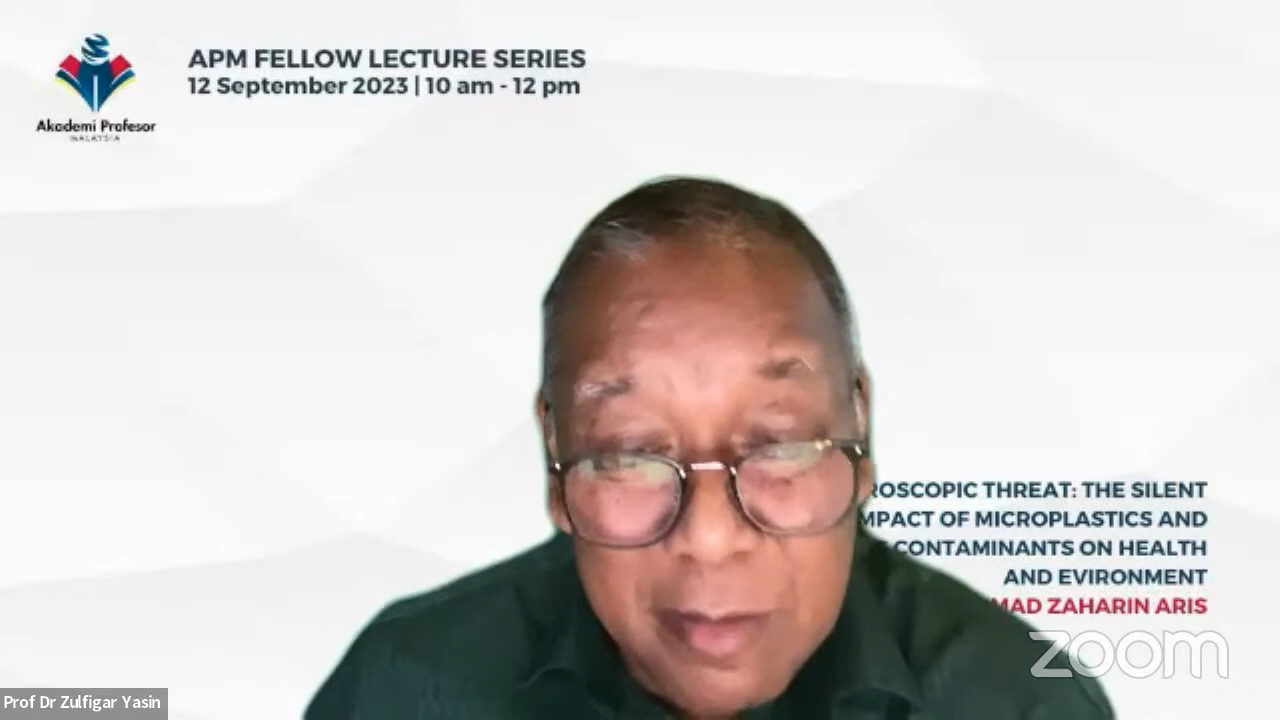 Akademi Profesor
MALAYSIA
APM FELLOW LECTURE SERIES
12 September 2023 | 10 am - 12 pm
ROSCOPIC THREAT: THE SILENT
MPACT OF MICROPLASTICS AND
CONTAMINANTS ON HEALTH
AND EVIRONMENT
MAD ZAHARIN ARIS
zoom
Prof Dr Zulfigar Yasin